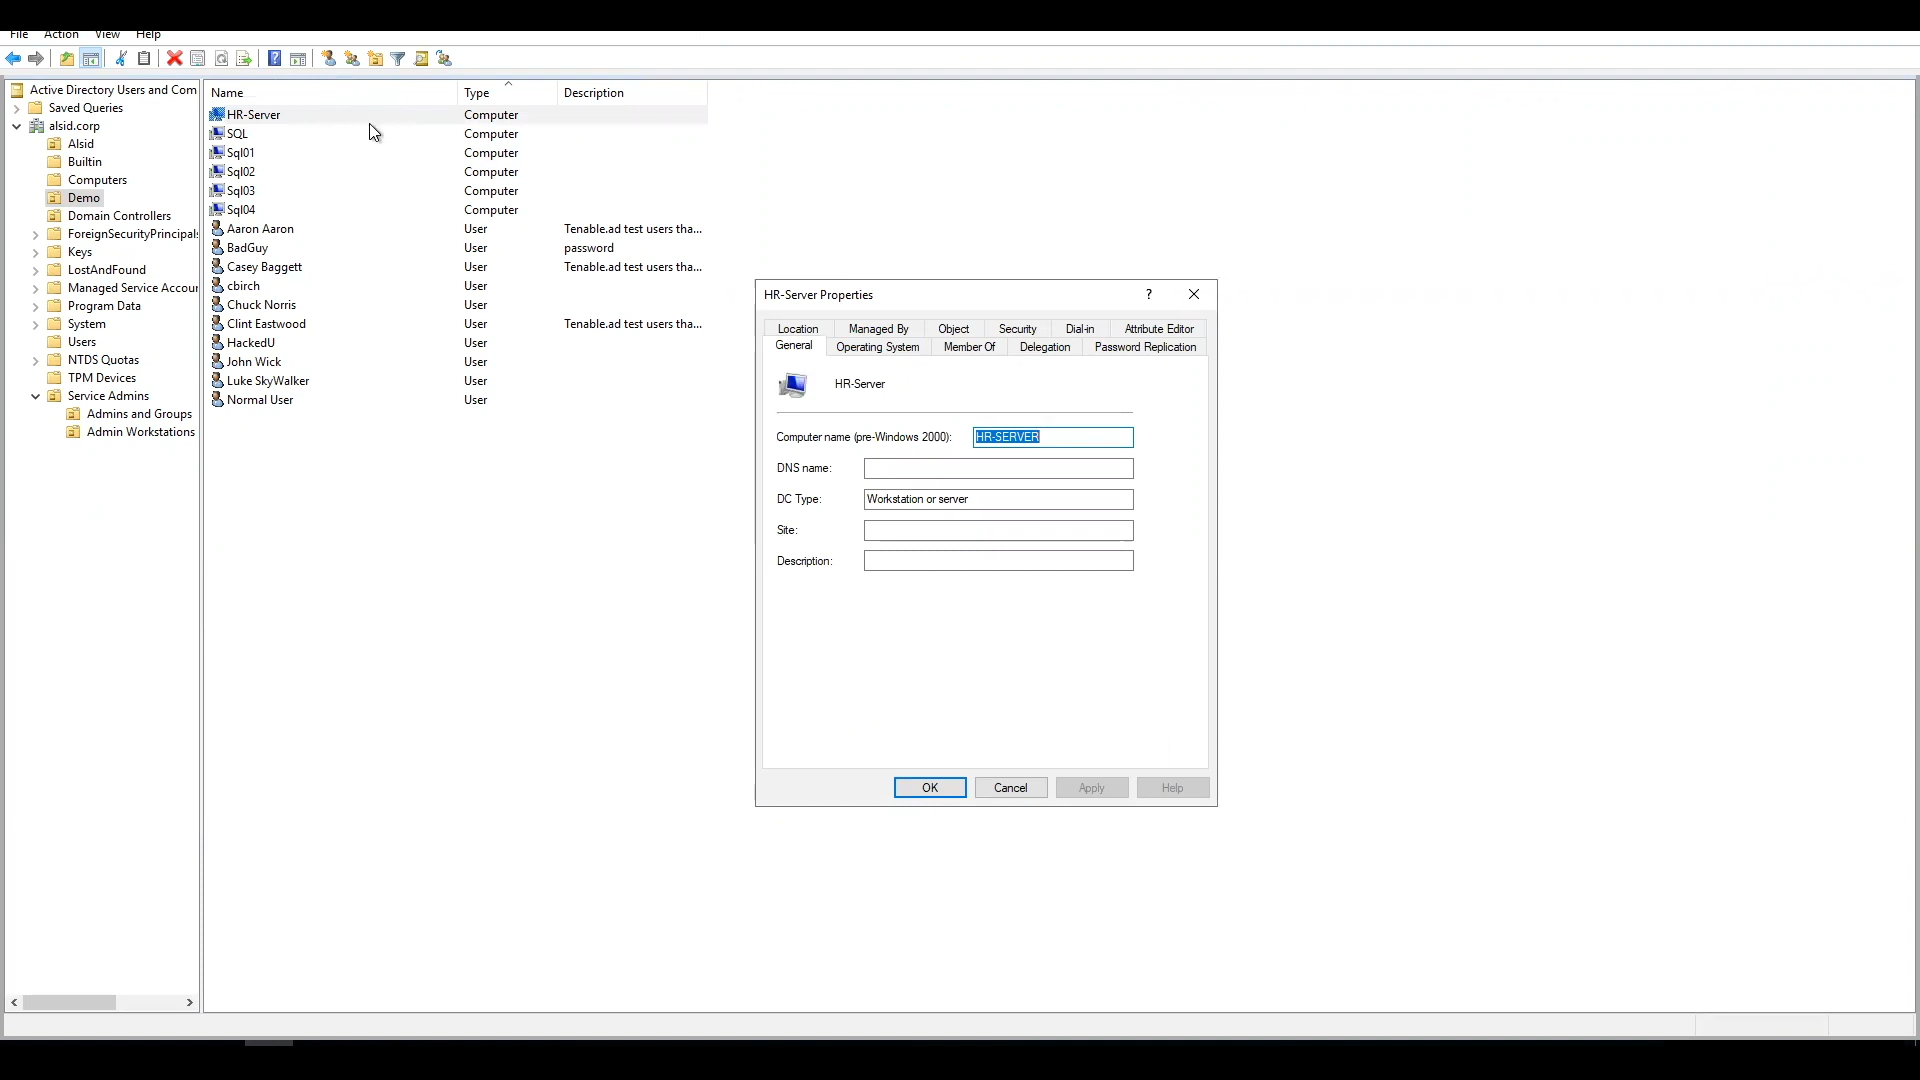 File Action View Help
Active Directory Users and Com
Saved Queries
alsid.corp
Alsid
Builtin
Computers
Demo
Domain Controllers
ForeignSecurityPrincipals
Keys
LostAndFound
Managed Service Accour
Program Data
System
Users
NTDS Quotas
TPM Devices
Service Admins
Admins and Groups
Admin Workstations
Name Type Description
HR-Server Computer
SQL Computer
Sql01 Computer
Sql02 Computer
Sql03 Computer
Sql04 Computer
Aaron Aaron User Tenable.ad test users tha...
BadGuy User password
Casey Baggett User Tenable.ad test users tha...
cbirch User
Chuck Norris User
Clint Eastwood User Tenable.ad test users tha...
HackedU User
John Wick User
Luke SkyWalker User
Normal User User
HR-Server Properties ?
Location Managed By Object Security Dial-in Attribute Editor
General Operating System Member Of Delegation Password Replication
HR-Server
Computer name (pre-Windows 2000): HR-SERVER
DNS name:
DC Type: Workstation or server
Site:
Description:
OK Cancel Apply Help